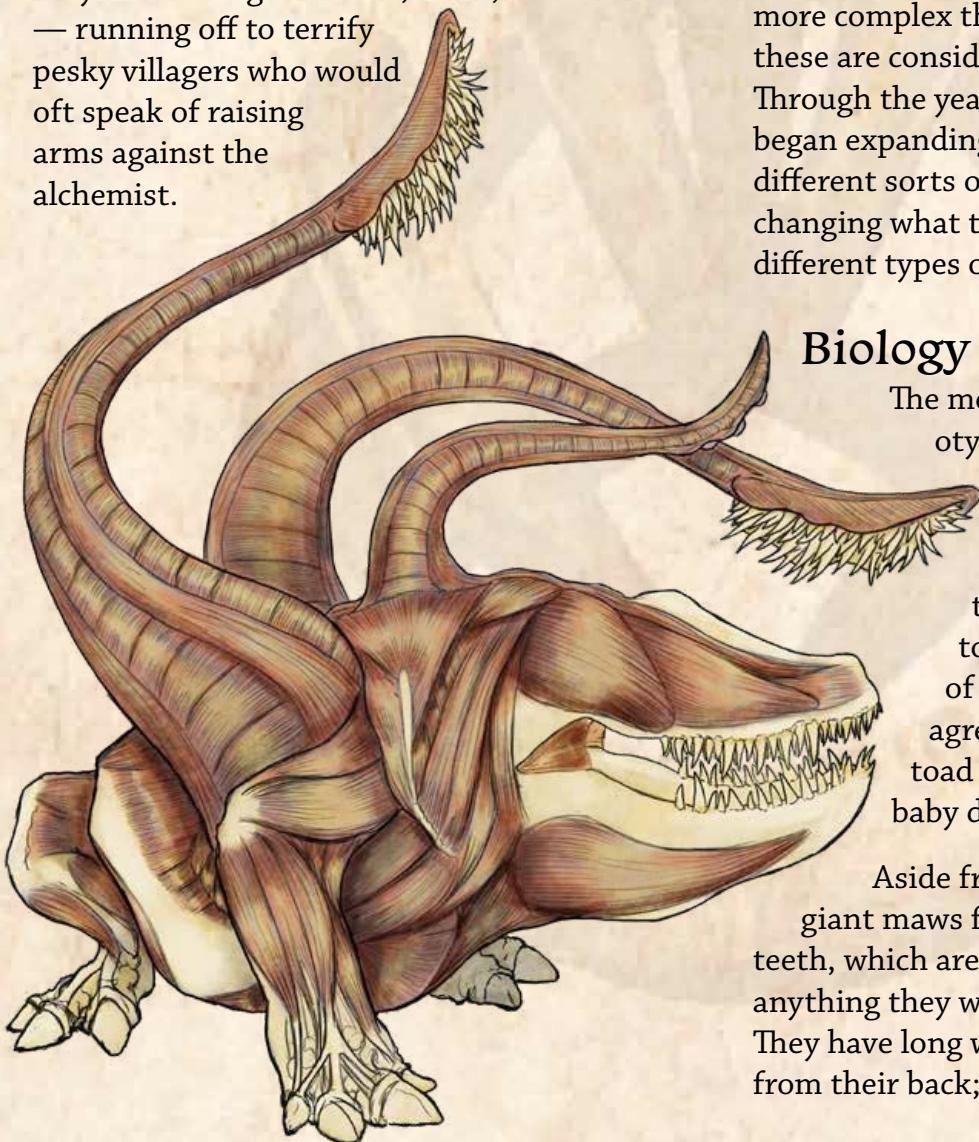 — running off to terrify
pesky villagers who would
oft speak of raising
arms against the
alchemist.
more complex th
these are consid
Through the yea
began expanding
different sorts o
changing what t
different types o
Biology
The mo
oty
t
to
of
agre
toad
baby d
Aside fr
giant maws f
teeth, which are
anything they w
They have long w
from their back;